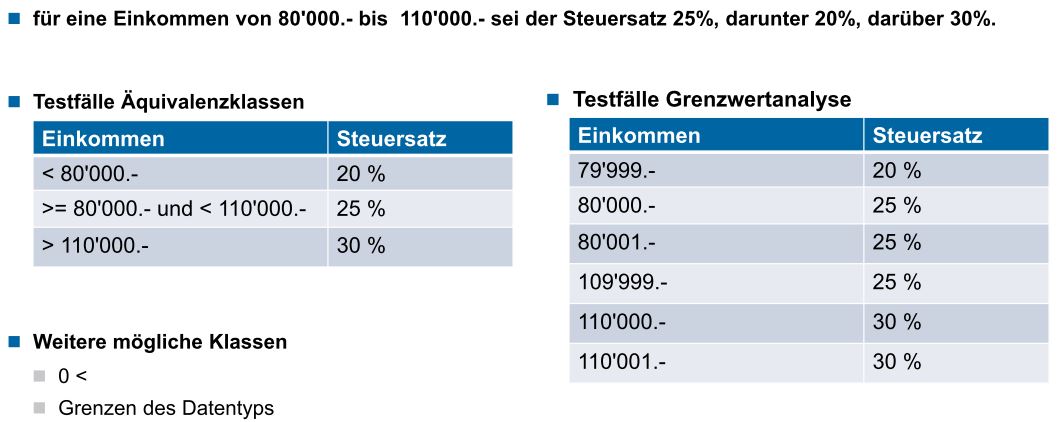 für eine Einkommen von 80'000.- bis 110'000.- sei der Steuersatz 25%, darunter 20%, darüber 30%.
Testfälle Äquivalenzklassen
Einkommen Steuersatz
< 80'000.- 20 %
>= 80'000.- und < 110'000.- 25 %
> 110'000.- 30 %
Weitere mögliche Klassen
0 <
Grenzen des Datentyps
Testfälle Grenzwertanalyse
Einkommen Steuersatz
79'999.- 20 %
80'000.- 25 %
80'001.- 25 %
109'999.- 25 %
110'000.- 30 %
110'001.- 30 %